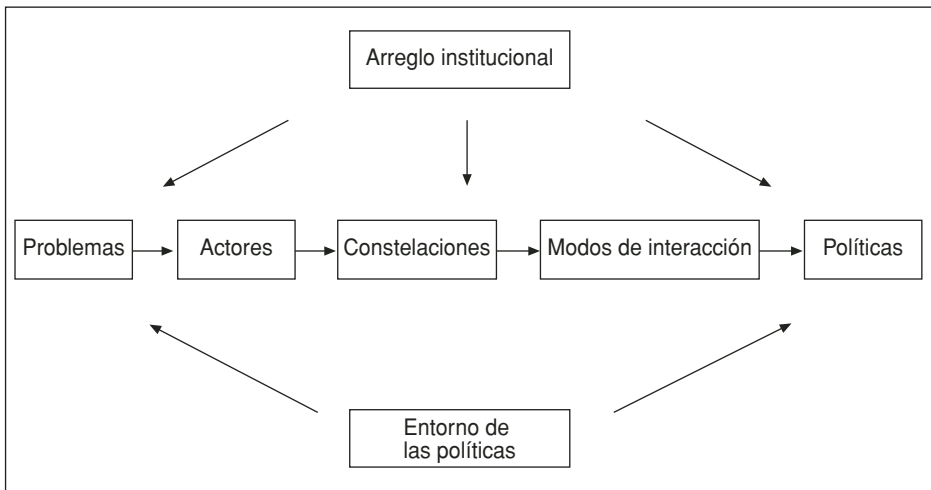 Arreglo institucional
Problemas
Actores
Constelaciones
Modos de interacción
Políticas
Entorno de
las políticas